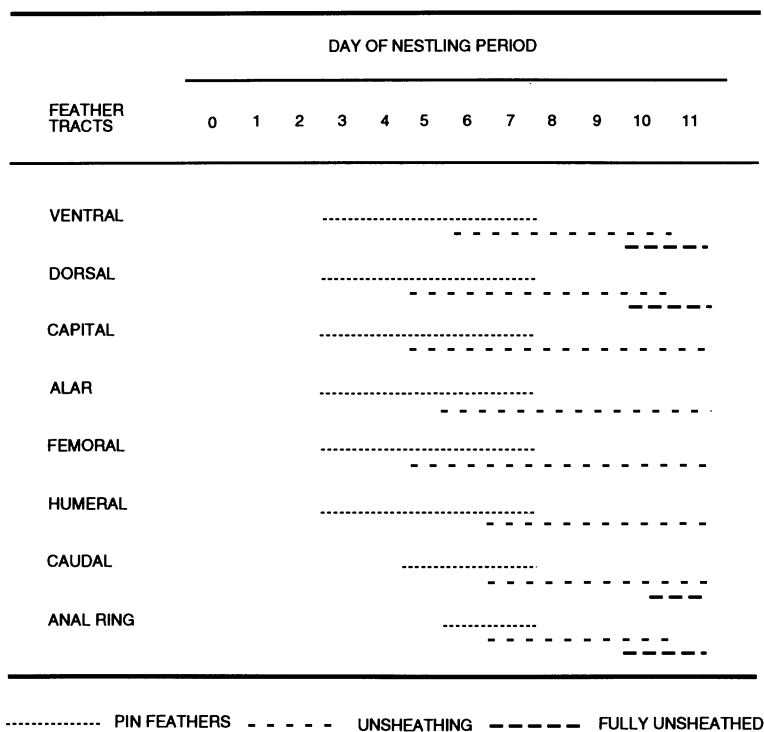 DAY OF NESTLING PERIOD
FEATHER
TRACTS
0 1 2 3 4 5 6 7 8 9 10 11
VENTRAL
DORSAL
CAPITAL
ALAR
FEMORAL
HUMERAL
CAUDAL
ANAL RING
PIN FEATHERS UNSHEATHING FULLY UNSHEATHED